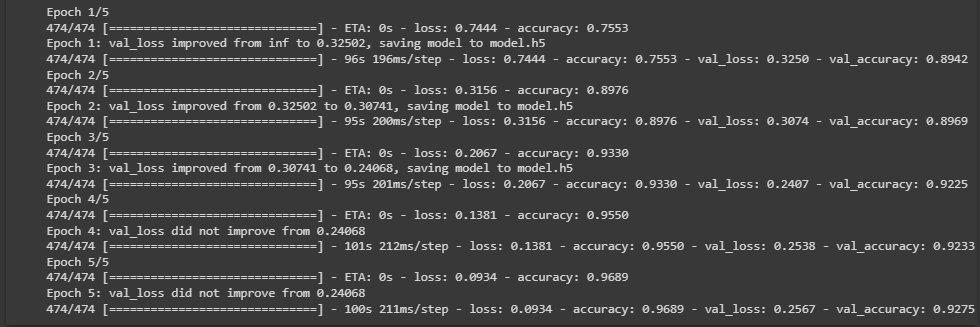 Epoch 1/5
474/474 [==============================] - ETA: 0s - loss: 0.7444 - accuracy: 0.7553
Epoch 1: val_loss improved from inf to 0.32502, saving model to model.h5
474/474 [==============================] - 96s 196ms/step - loss: 0.7444 - accuracy: 0.7553 - val_loss: 0.3250 - val_accuracy: 0.8942
Epoch 2/5
474/474 [==============================] - ETA: 0s - loss: 0.3156 - accuracy: 0.8976
Epoch 2: val_loss improved from 0.32502 to 0.30741, saving model to model.h5
474/474 [==============================] - 95s 200ms/step - loss: 0.3156 - accuracy: 0.8976 - val_loss: 0.3074 - val_accuracy: 0.8969
Epoch 3/5
474/474 [==============================] - ETA: 0s - loss: 0.2067 - accuracy: 0.9330
Epoch 3: val_loss improved from 0.30741 to 0.24068, saving model to model.h5
474/474 [==============================] - 95s 201ms/step - loss: 0.2067 - accuracy: 0.9330 - val_loss: 0.2407 - val_accuracy: 0.9225
Epoch 4/5
474/474 [==============================] - ETA: 0s - loss: 0.1381 - accuracy: 0.9550
Epoch 4: val_loss did not improve from 0.24068
474/474 [==============================] - 101s 212ms/step - loss: 0.1381 - accuracy: 0.9550 - val_loss: 0.2538 - val_accuracy: 0.9233
Epoch 5/5
474/474 [==============================] - ETA: 0s - loss: 0.0934 - accuracy: 0.9689
Epoch 5: val_loss did not improve from 0.24068
474/474 [==============================] - 100s 211ms/step - loss: 0.0934 - accuracy: 0.9689 - val_loss: 0.2567 - val_accuracy: 0.9275